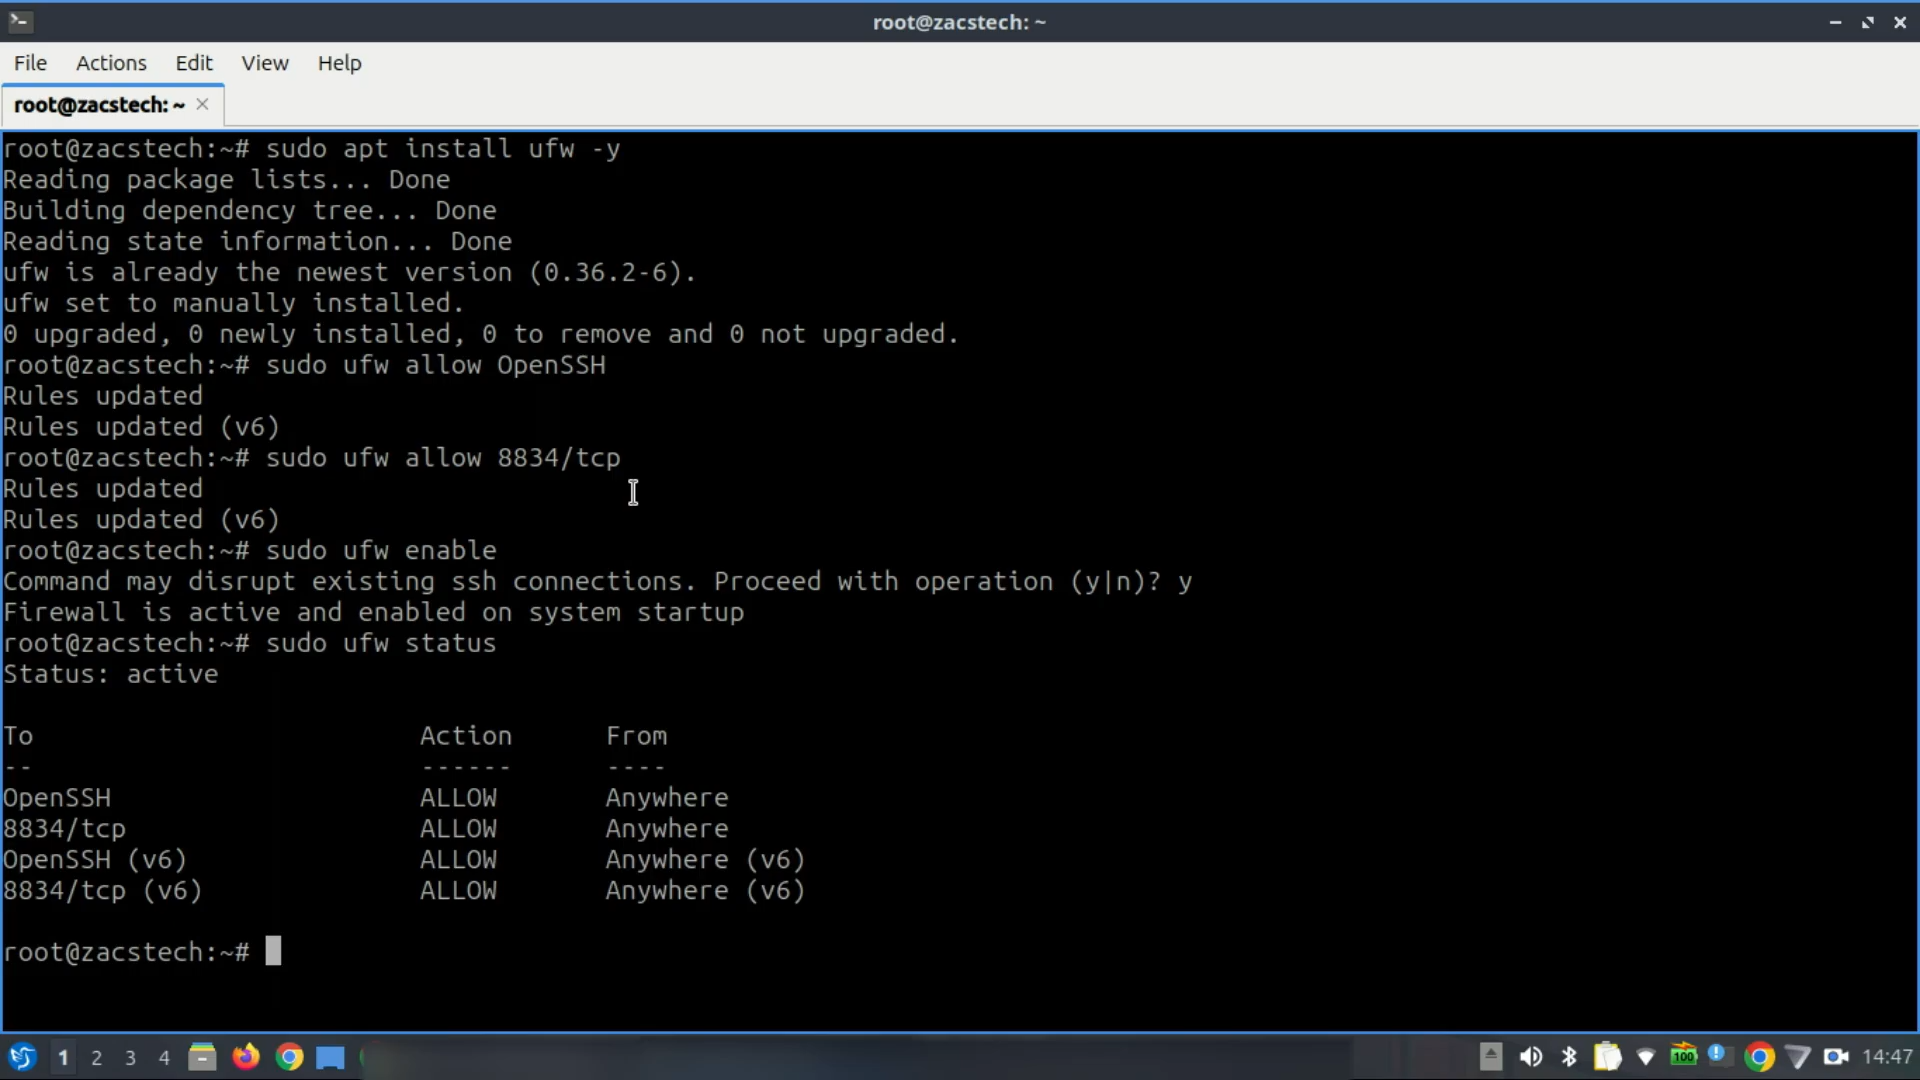 root@zacstech: ~
File Actions Edit View Help
root@zacstech: ~
root@zacstech:~# sudo apt install ufw -y
Reading package lists... Done
Building dependency tree... Done
Reading state information... Done
ufw is already the newest version (0.36.2-6).
ufw set to manually installed.
0 upgraded, 0 newly installed, 0 to remove and 0 not upgraded.
root@zacstech:~# sudo ufw allow OpenSSH
Rules updated
Rules updated (v6)
root@zacstech:~# sudo ufw allow 8834/tcp
Rules updated
Rules updated (v6)
root@zacstech:~# sudo ufw enable
Command may disrupt existing ssh connections. Proceed with operation (y|n)? y
Firewall is active and enabled on system startup
root@zacstech:~# sudo ufw status
Status: active
To Action From
-- ------ ----
OpenSSH ALLOW Anywhere
8834/tcp ALLOW Anywhere
OpenSSH (v6) ALLOW Anywhere (v6)
8834/tcp (v6) ALLOW Anywhere (v6)
root@zacstech:~#
1 2 3 4 100 14:47